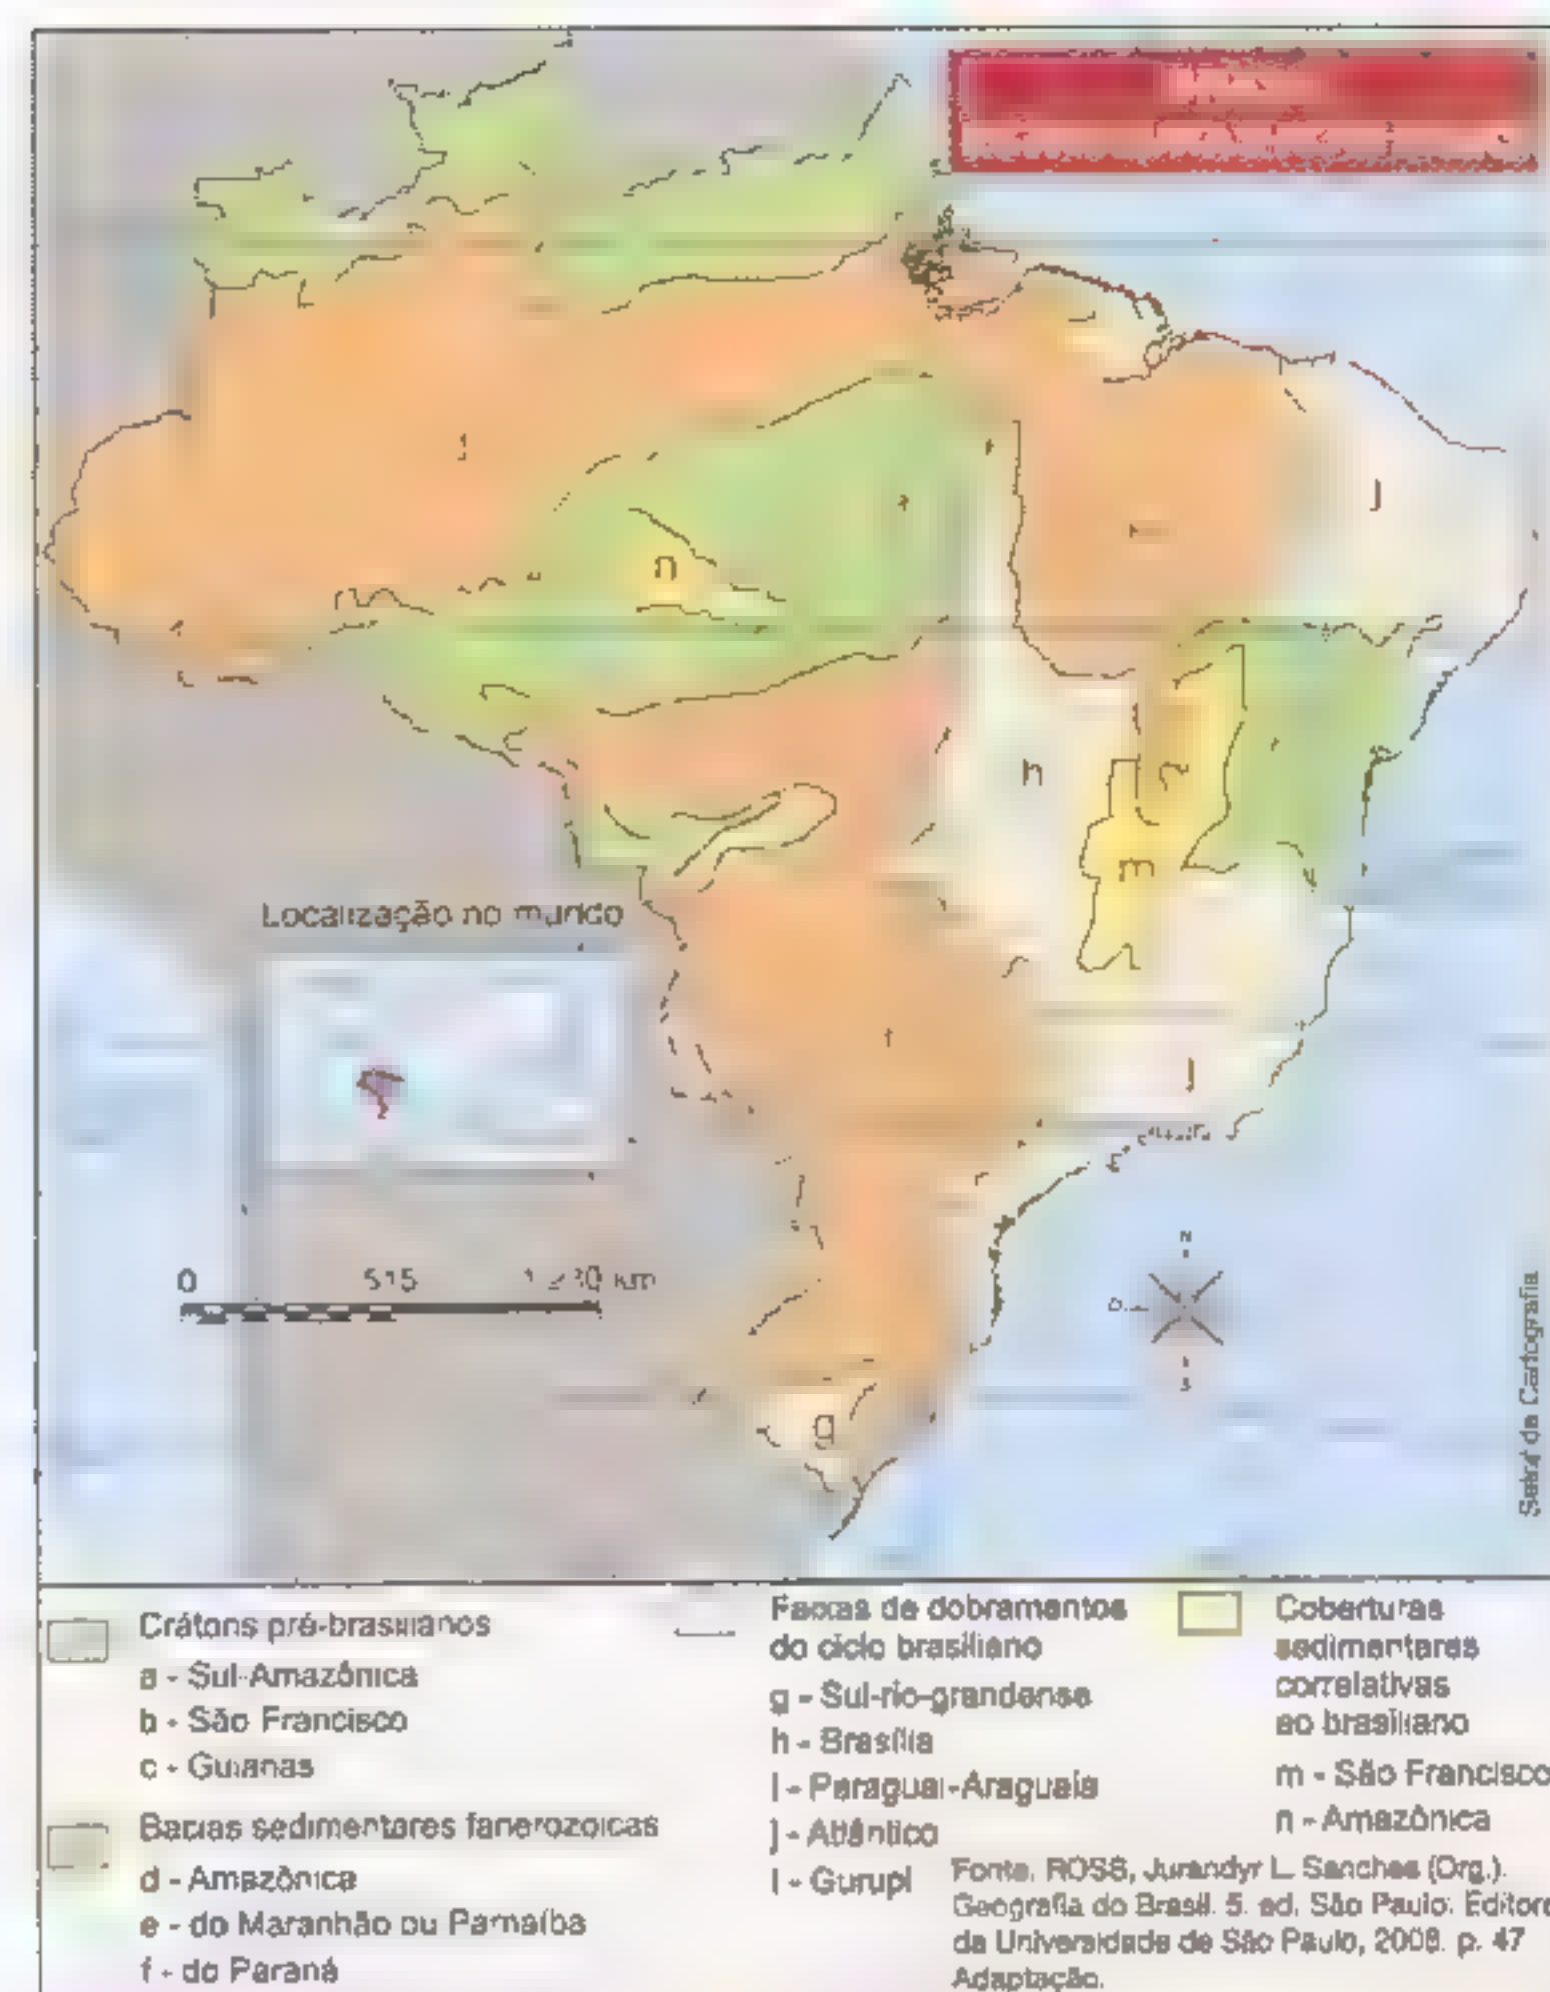 j
n
h
m
Localização no mundo
j
0 515 km
N
g
Crátons pré-brasilianos
a - Sul-Amazônica
b - São Francisco
c - Guianas
Bacias sedimentares fanerozoicas
d - Amazônica
e - do Maranhão ou Parnaíba
f - do Paraná
Faixas de dobramentos
do ciclo brasiliano
g - Sul-rio-grandense
h - Brasília
I - Paraguai-Araguaia
j - Atlântico
l - Gurupi
Coberturas
sedimentares
correlativas
ao brasiliano
m - São Francisco
n - Amazônica
Fonte: ROSS, Jurandyr L. Sanches (Org.).
Geografia do Brasil. 5. ed. São Paulo: Editora
da Universidade de São Paulo, 2008. p. 47
Adaptação.
de Cartografia